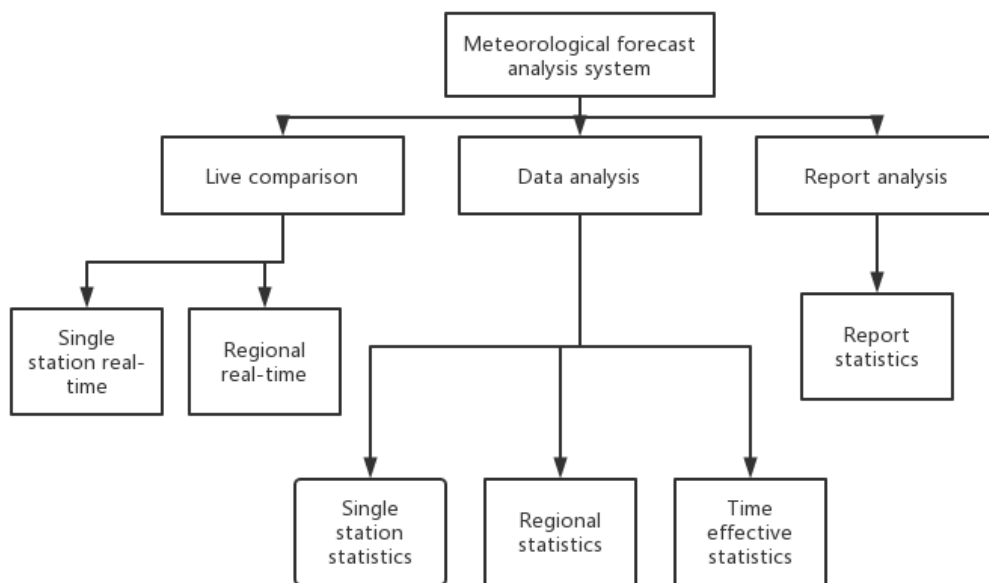 Meteorological forecast
analysis system
Live comparison
Data analysis
Report analysis
Single
station real-
time
Regional
real-time
Report
statistics
Single
station
statistics
Regional
statistics
Time
effective
statistics